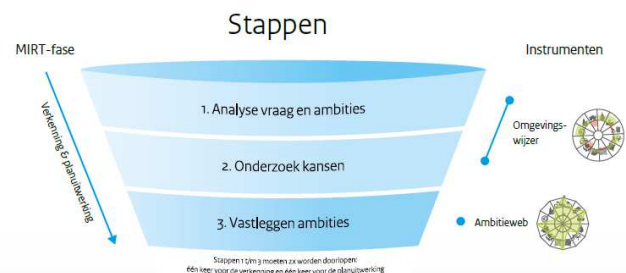 Stappen
MIRT-fase
Instrumenten
Verkenning & planuitwerking
1. Analyse vraag en ambities
2. Onderzoek kansen
3. Vastleggen ambities
Omgevings-
wijzer
Ambitieweb
Stappen 1 t/m 3 moeten 2x worden doorlopen:
één keer voor de verkenning en één keer voor de planuitwerking